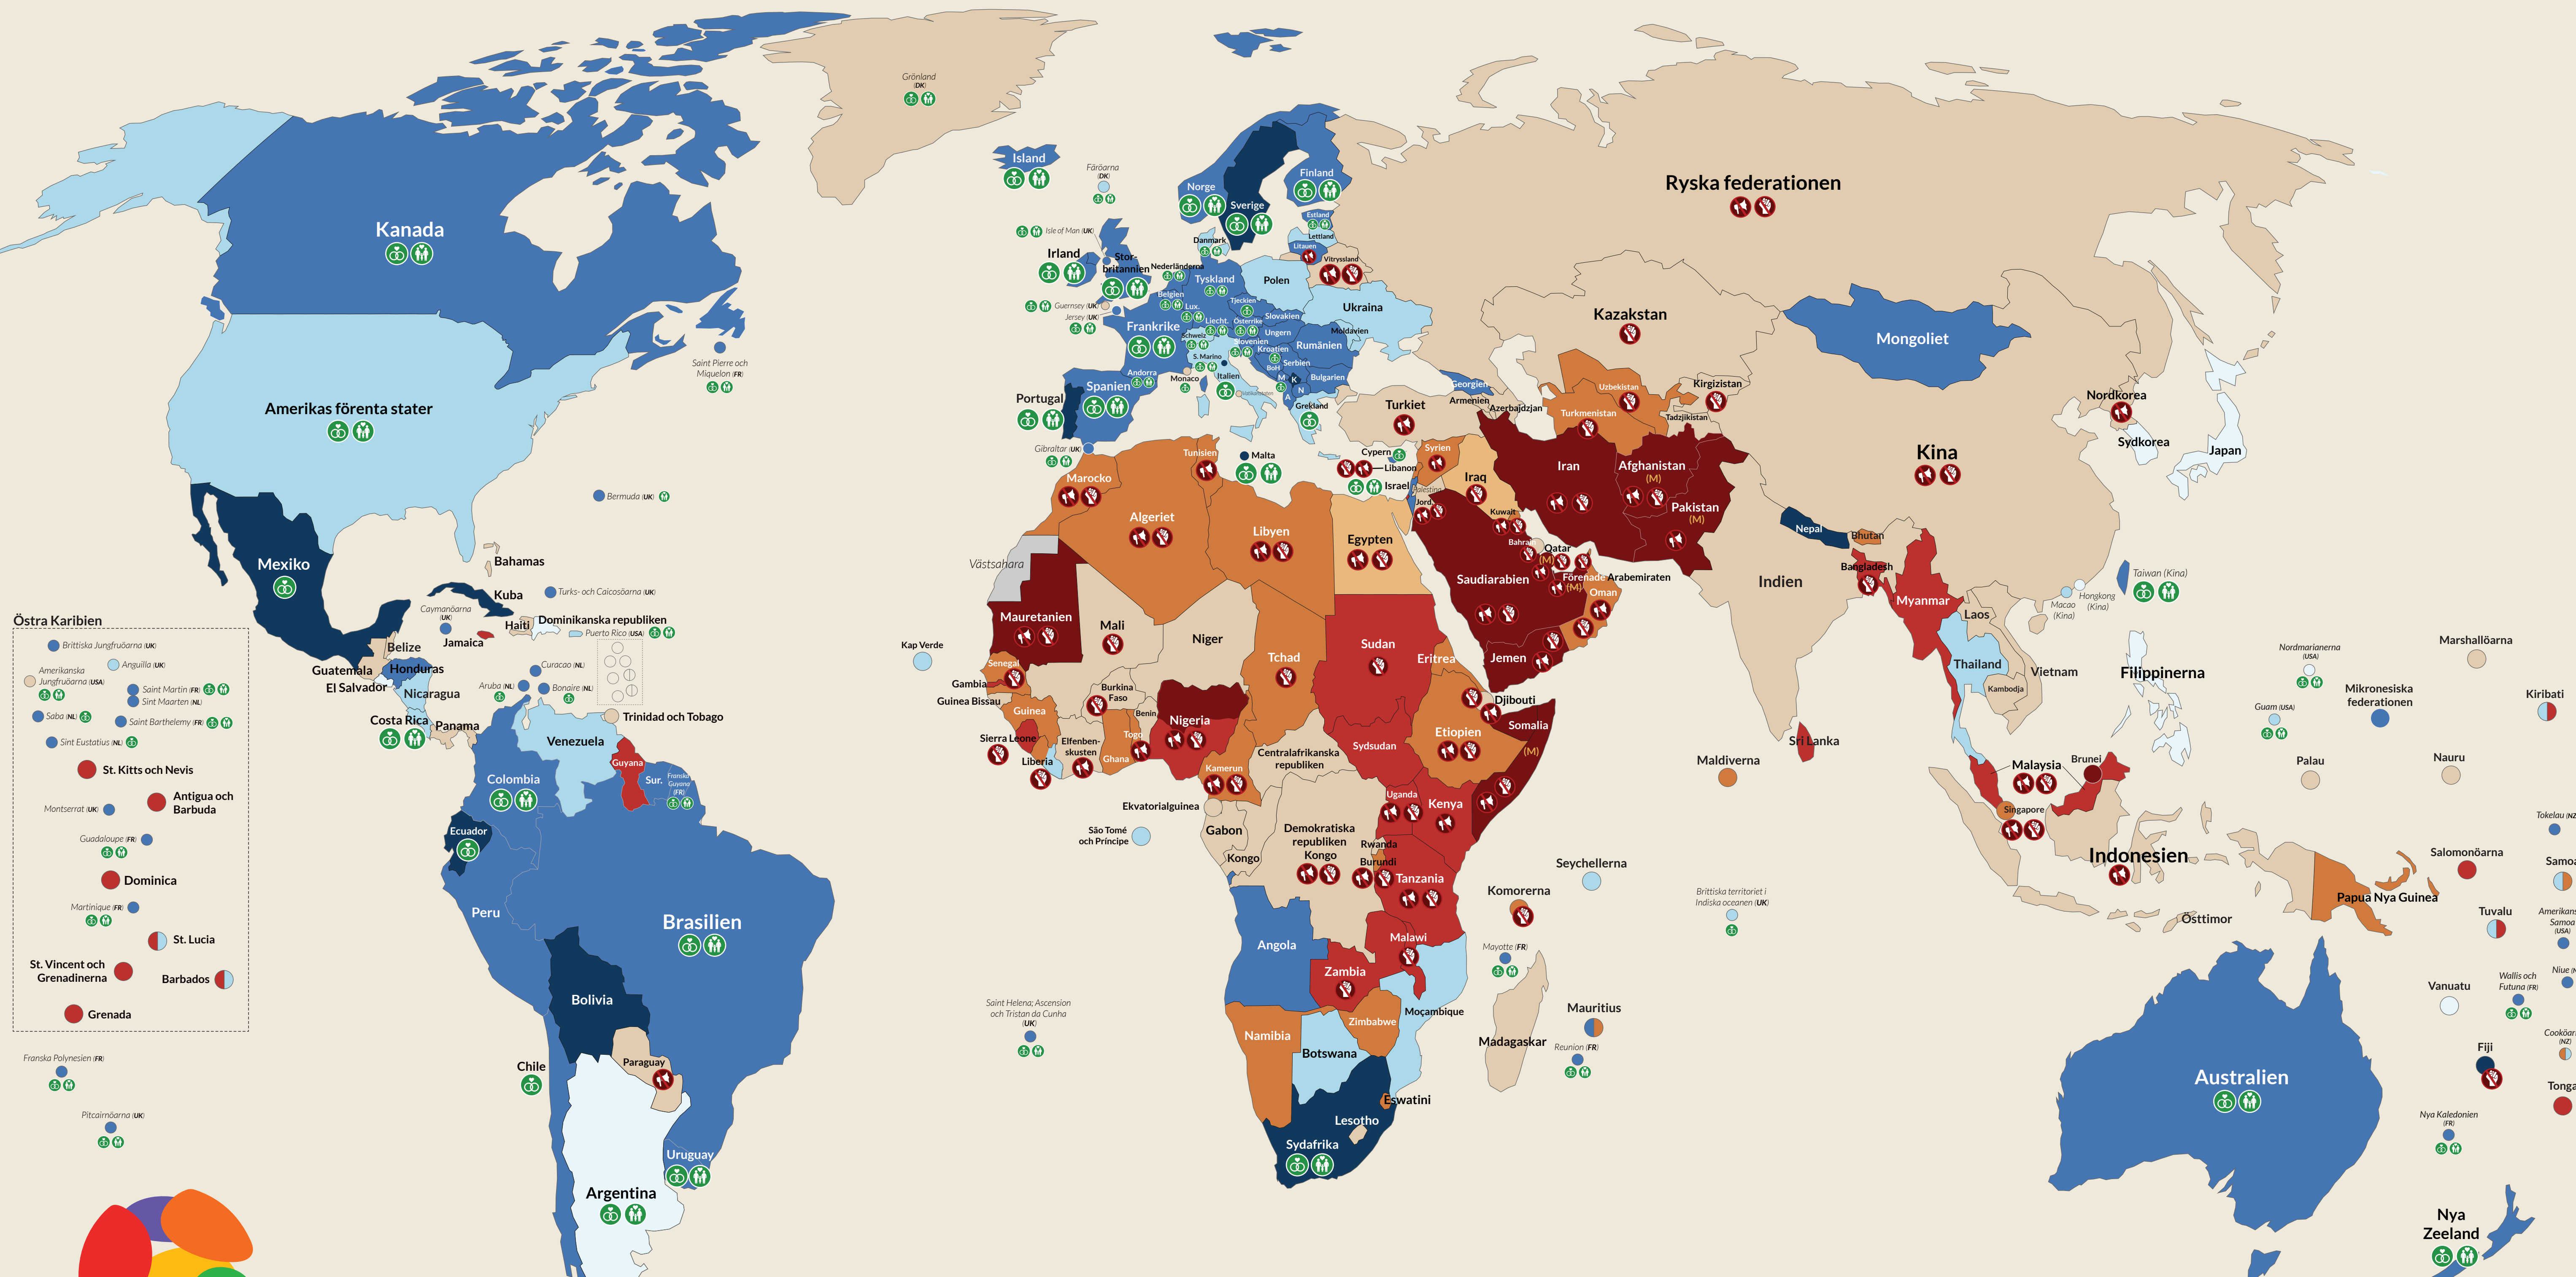 Grönland
(DK)
Island
Färöarna
(DK)
Norge
Sverige
Finland
Estland
Lettland
Litauen
Danmark
Vitryssland
Ryska federationen
Kanada
Isle of Man (UK)
Irland
Stor-
britannien
Nederländerna
Tyskland
Polen
Ukraina
Guernsey (UK)
Jersey (UK)
Belgien
Lux.
Tjeckien
Slovakien
Liecht.
Österrike
Frankrike
Schweiz
Ungern
Moldavien
Slovenien
Kroatien
Rumänien
S. Marino
Serbien
BoH
Andorra
Monaco
Italien
M
K
Bulgarien
N
A
Grekland
Spanien
Portugal
Gibraltar (UK)
Malta
Kazakstan
Mongoliet
Georgien
Armenien
Azerbajdzjan
Uzbekistan
Turkmenistan
Kirgizistan
Tadzjikistan
Turkiet
Nordkorea
Sydkorea
Japan
Kina
Saint Pierre och
Miquelon (FR)
Amerikas förenta stater
Bermuda (UK)
Mexiko
Bahamas
Kuba
Turks- och Caicosöarna (UK)
Caymanöarna
(UK)
Haiti
Dominikanska republiken
Puerto Rico (USA)
Jamaica
Belize
Guatemala
Honduras
El Salvador
Nicaragua
Costa Rica
Panama
Curacao (NL)
Aruba (NL)
Bonaire (NL)
Trinidad och Tobago
Östra Karibien
Brittiska Jungfruöarna (UK)
Anguilla (UK)
Amerikanska
Jungfruöarna (USA)
Saint Martin (FR)
Sint Maarten (NL)
Saba (NL)
Saint Barthelemy (FR)
Sint Eustatius (NL)
St. Kitts och Nevis
Antigua och
Barbuda
Montserrat (UK)
Guadaloupe (FR)
Dominica
Martinique (FR)
St. Lucia
St. Vincent och
Grenadinerna
Barbados
Grenada
Franska Polynesien (FR)
Pitcairnöarna (UK)
Venezuela
Guyana
Sur.
Franska
Guyana
(FR)
Colombia
Ecuador
Peru
Brasilien
Bolivia
Paraguay
Chile
Uruguay
Argentina
Cypern
Libanon
Israel
Palestina
Syrien
Iraq
Jord.
Kuwait
Iran
Afghanistan
(M)
Pakistan
(M)
Bahrain
Qatar
(M)
Saudiarabien
Förenade Arabemiraten
(M)
Oman
Jemen
Tunisien
Marocko
Algeriet
Libyen
Egypten
Västsahara
Mauretanien
Mali
Niger
Tchad
Sudan
Eritrea
Kap Verde
Senegal
Gambia
Guinea Bissau
Guinea
Sierra Leone
Liberia
Elfenben-
skusten
Burkina
Faso
Ghana
Togo
Benin
Nigeria
Kamerun
Centralafrikanska
republiken
Sydsudan
Etiopien
Djibouti
Somalia
(M)
Ekvatorialguinea
São Tomé
och Príncipe
Gabon
Kongo
Demokratiska
republiken
Kongo
Uganda
Kenya
Rwanda
Burundi
Tanzania
Angola
Zambia
Malawi
Moçambique
Namibia
Botswana
Zimbabwe
Eswatini
Lesotho
Sydafrika
Saint Helena; Ascension
och Tristan da Cunha
(UK)
Seychellerna
Komorerna
Mayotte (FR)
Madagaskar
Mauritius
Reunion (FR)
Brittiska territoriet i
Indiska oceanen (UK)
Maldiverna
Nepal
Bhutan
Bangladesh
Indien
Sri Lanka
Myanmar
Laos
Thailand
Kambodja
Vietnam
Macao
(Kina)
Hongkong
(Kina)
Taiwan (Kina)
Filippinerna
Malaysia
Brunei
Singapore
Indonesien
Östtimor
Papua Nya Guinea
Nordmarianerna
(USA)
Guam (USA)
Palau
Mikronesiska
federationen
Marshallöarna
Nauru
Kiribati
Salomonöarna
Tuvalu
Tokelau (NZ
Samoa
Amerikans
Samoa
(USA)
Vanuatu
Wallis och
Futuna (FR)
Niue (N
Fiji
Cooköarn
(NZ)
Tonga
Nya Kaledonien
(FR)
Australien
Nya
Zeeland